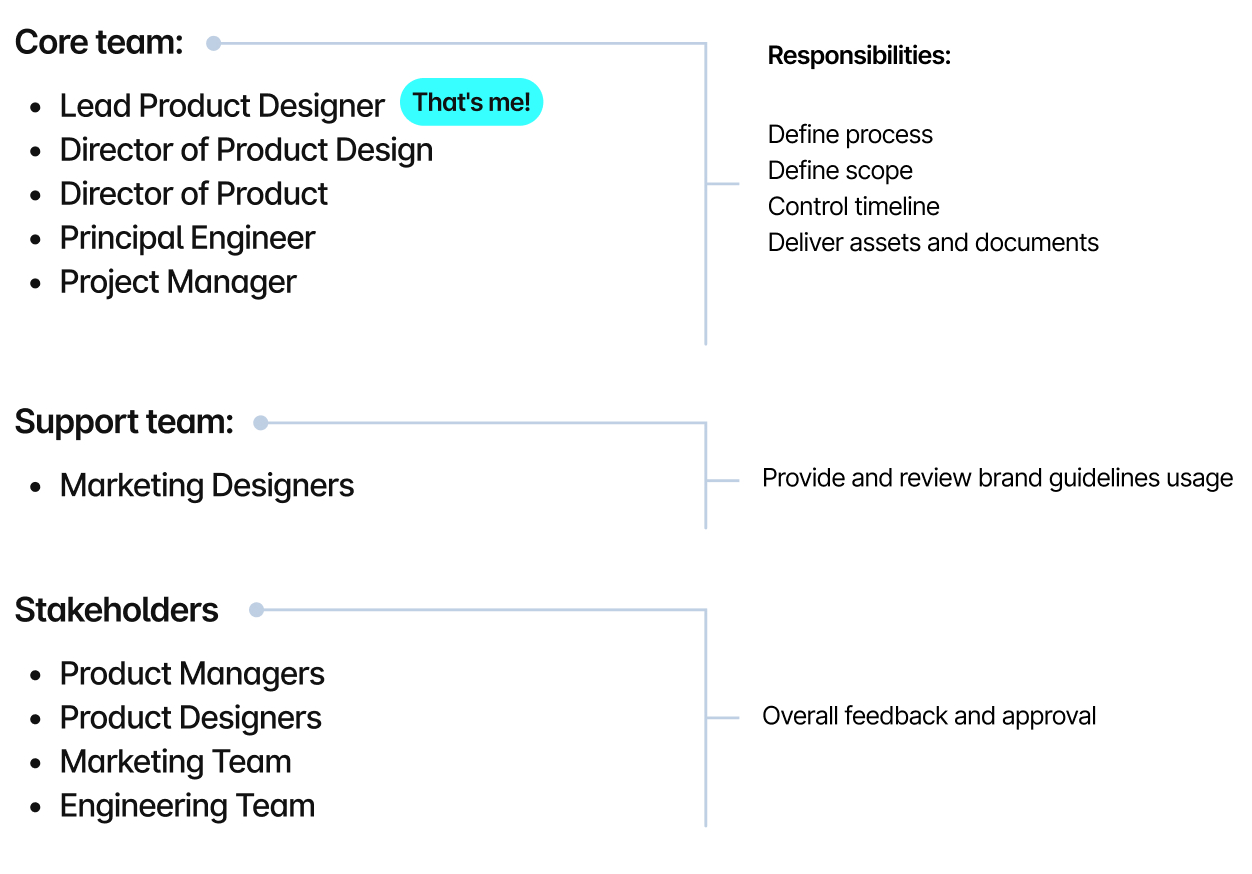 Core team:
• Lead Product Designer That's me!
• Director of Product Design
• Director of Product
• Principal Engineer
• Project Manager
Responsibilities:
Define process
Define scope
Control timeline
Deliver assets and documents
Support team:
• Marketing Designers
Provide and review brand guidelines usage
Stakeholders
• Product Managers
• Product Designers
• Marketing Team
• Engineering Team
Overall feedback and approval